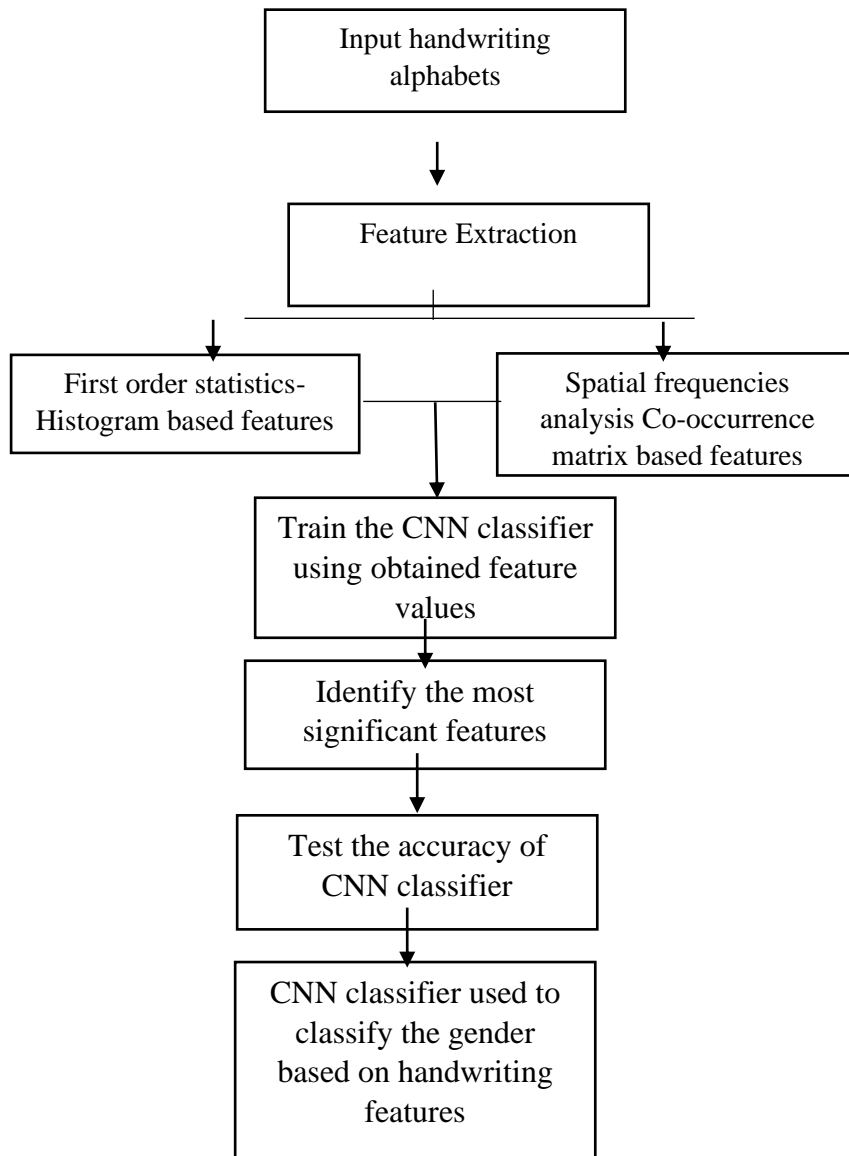 Input handwriting
alphabets
Feature Extraction
First order statistics-
Histogram based features
Spatial frequencies
analysis Co-occurrence
matrix based features
Train the CNN classifier
using obtained feature
values
Identify the most
significant features
Test the accuracy of
CNN classifier
CNN classifier used to
classify the gender
based on handwriting
features